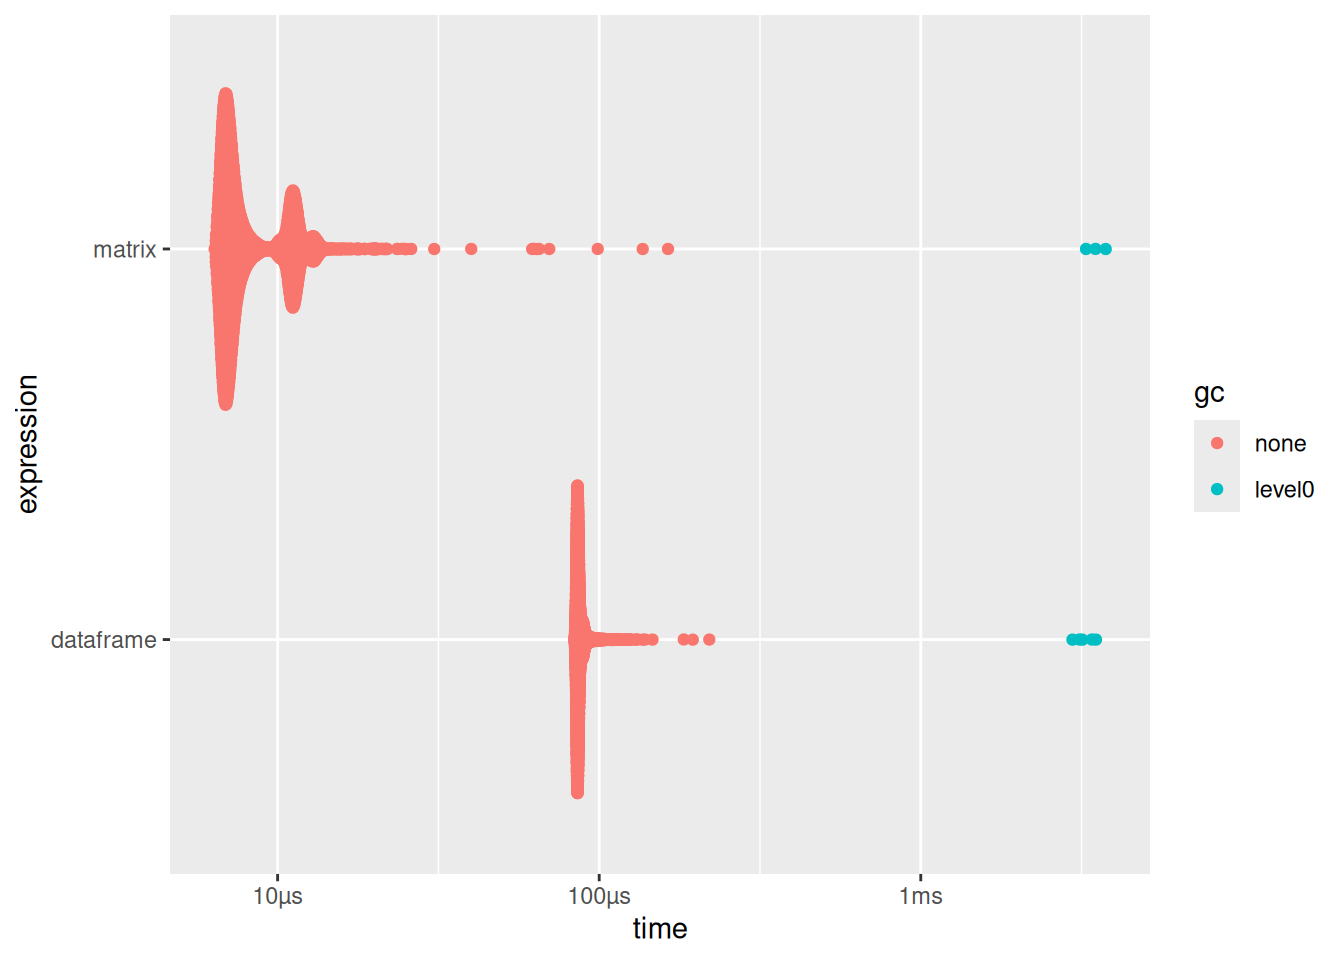 expression
matrix
dataframe
10µs
100µs
1ms
time
gc
none
level0